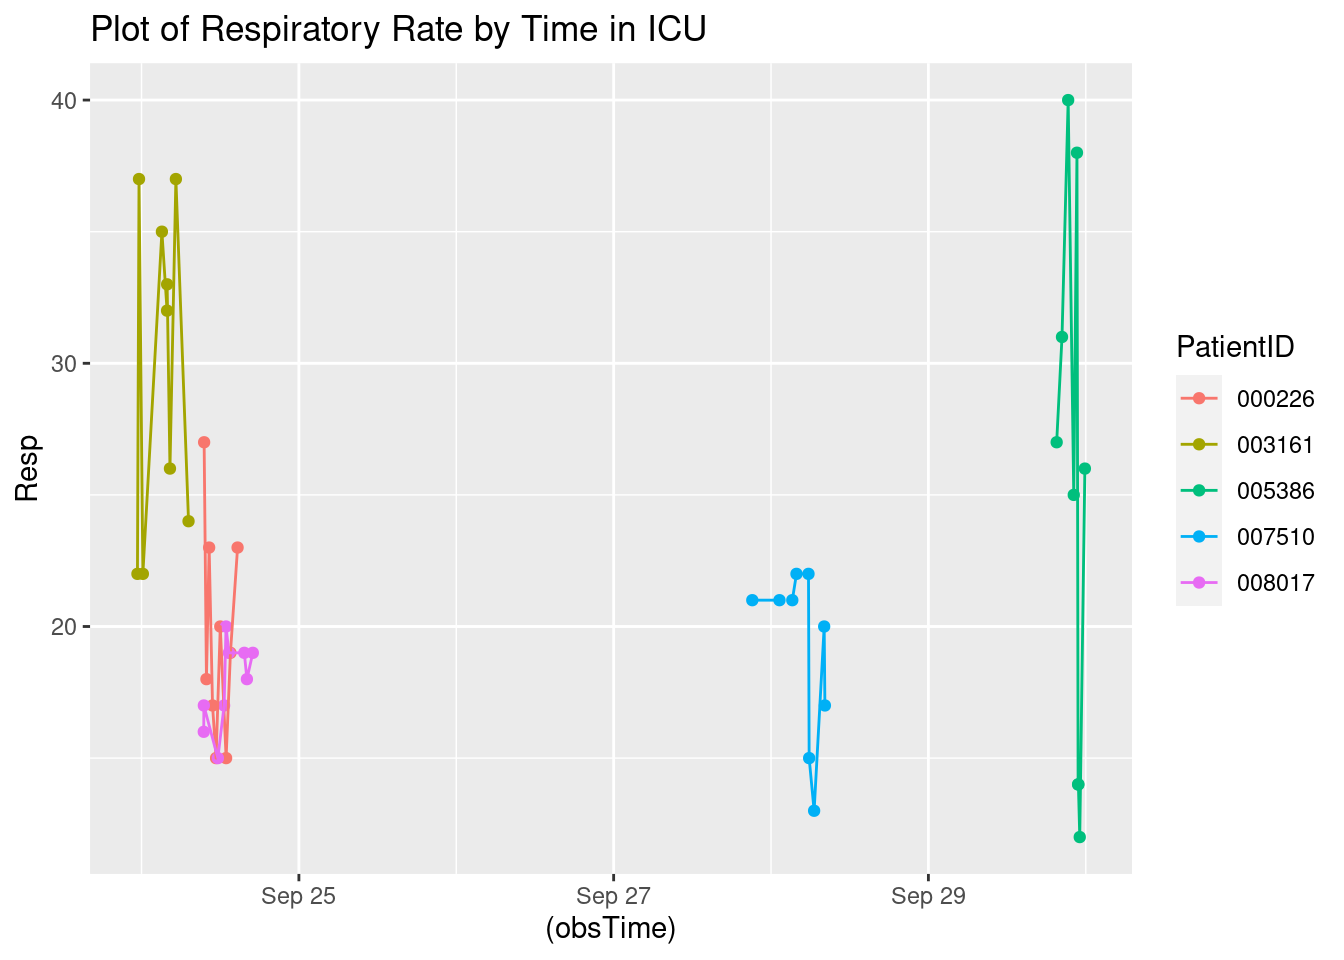 Plot of Respiratory Rate by Time in ICU
40
30
20
Resp
Sep 25
Sep 27
Sep 29
(obsTime)
PatientID
000226
003161
005386
007510
008017